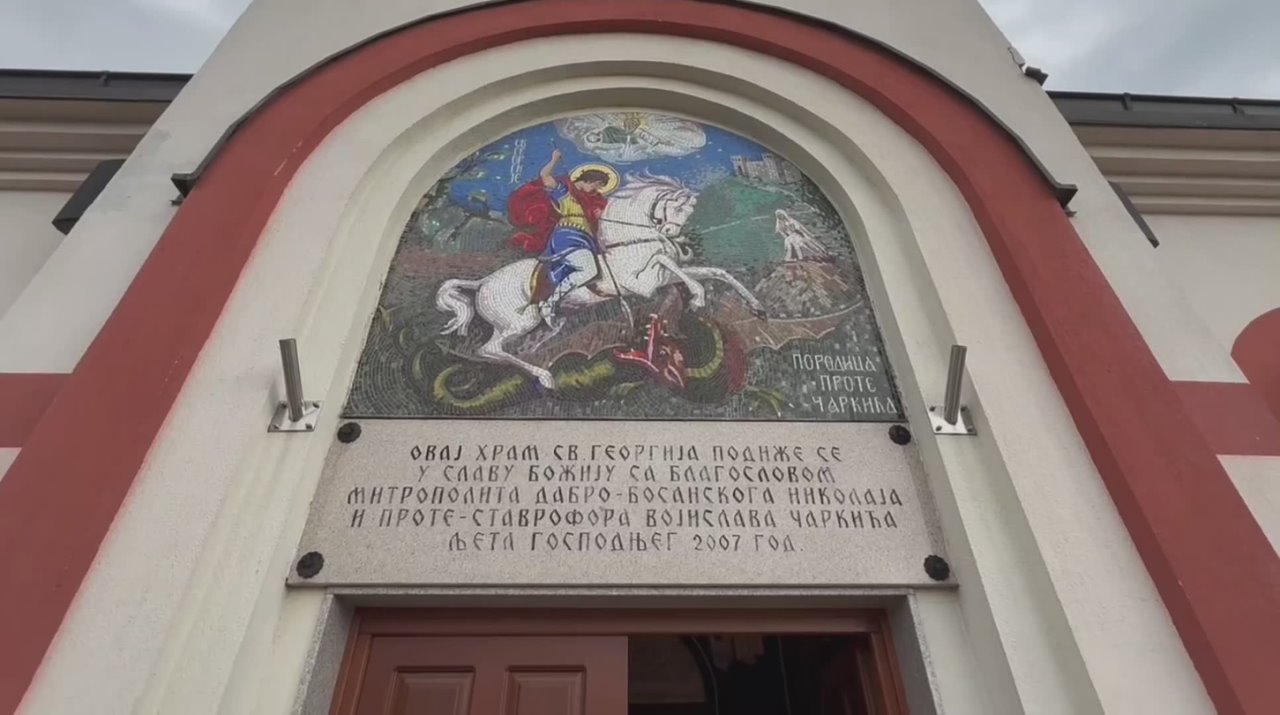 ПОРОДИЦА
ПРОТЕ
ЧАРКИЋА
ОВАЈ ХРАМ СВ. ГЕОРГИЈА ПОДИЖЕ СЕ
У СЛАВУ БОЖИЈУ СА БЛАГОСЛОВОМ
МИТРОПОЛИТА ДАБРО-БОСАНСКОГА НИКОЛАЈА
И ПРОТЕ-СТАВРОФОРА ВОЈИСЛАВА ЧАРКИЋА
ЉЕТА ГОСПОДЊЕГ 2007 ГОД.